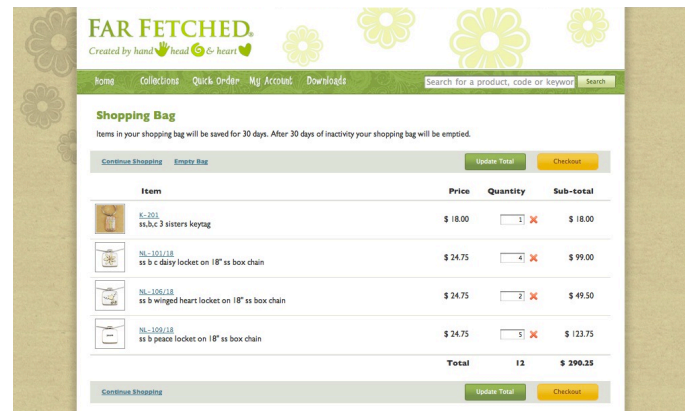 FAR FETCHED®
Created by hand head & heart
Home Collections Quick Order My Account Downloads Search for a product, code or keywor Search
Shopping Bag
Items in your shopping bag will be saved for 30 days. After 30 days of inactivity your shopping bag will be emptied.
Continue Shopping Empty Bag Update Total Checkout
Item Price Quantity Sub-total
K-201
ss,b,c 3 sisters keytag $ 18.00 1 $ 18.00
NL-101/18
ss b c daisy locket on 18" ss box chain $ 24.75 4 $ 99.00
NL-106/18
ss b winged heart locket on 18" ss box chain $ 24.75 2 $ 49.50
NL-109/18
ss b peace locket on 18" ss box chain $ 24.75 5 $ 123.75
Total 12 $ 290.25
Continue Shopping Update Total Checkout